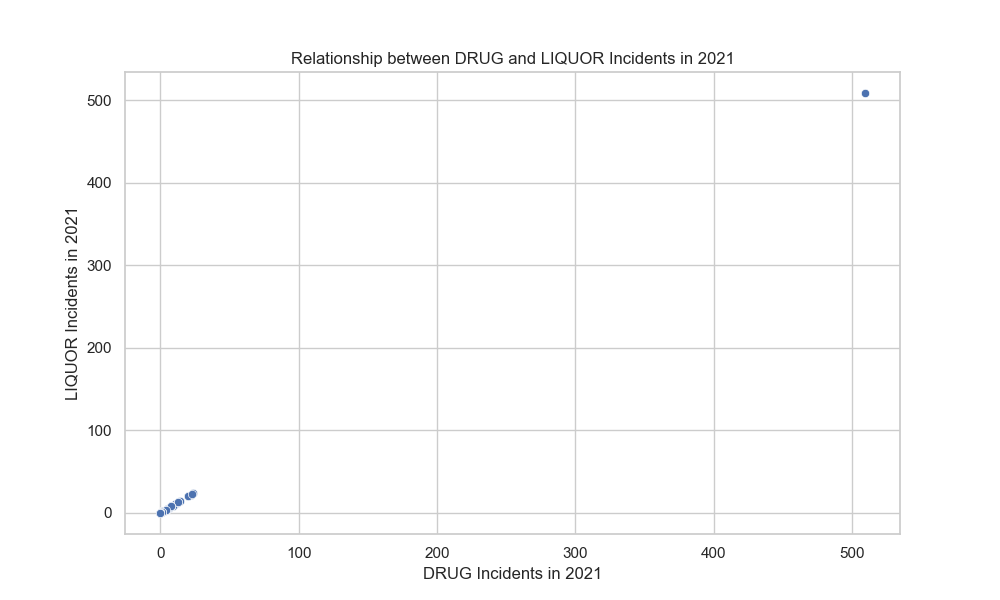 Relationship between DRUG and LIQUOR Incidents in 2021
500
400
300
200
100
0
LIQUOR Incidents in 2021
0 100 200 300 400 500
DRUG Incidents in 2021